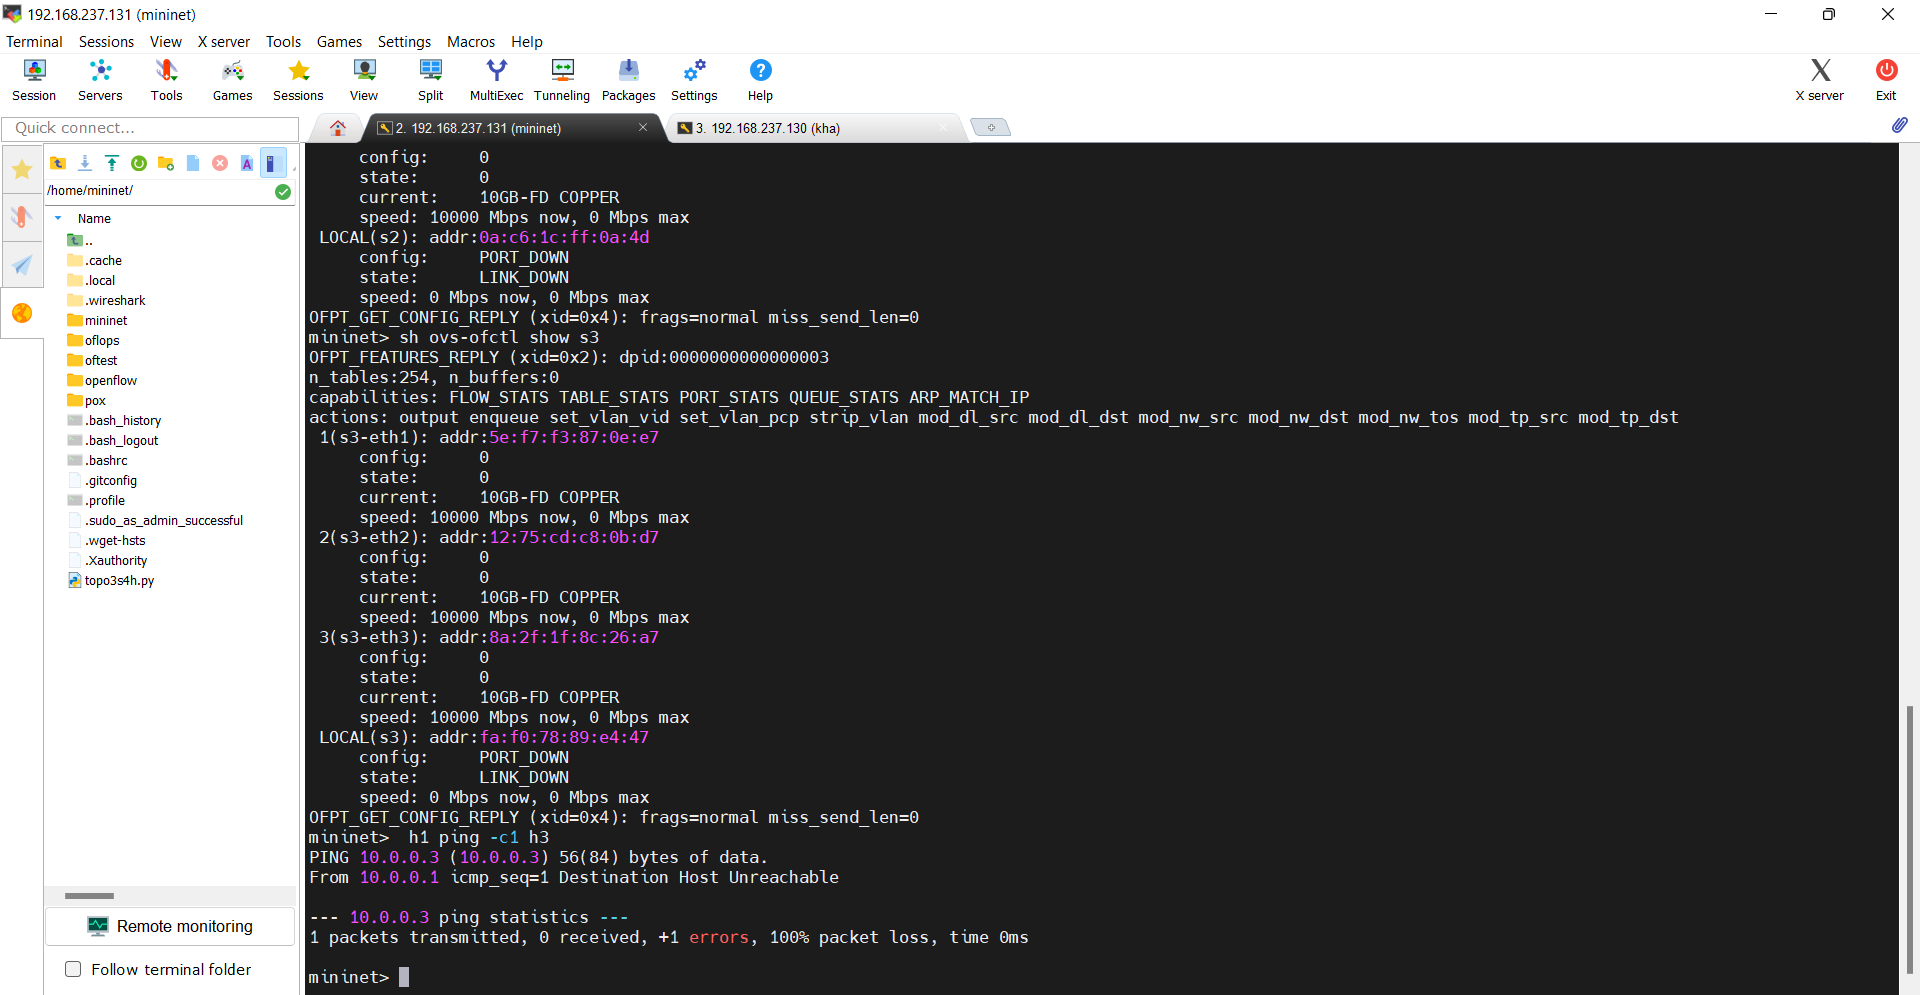 192.168.237.131 (mininet)
Terminal Sessions View X server Tools Games Settings Macros Help
Session Servers Tools Games Sessions View Split MultiExec Tunneling Packages Settings Help X server Exit
Quick connect...
2. 192.168.237.131 (mininet)
3. 192.168.237.130 (kha)
/home/mininet/
Name
..
.cache
.local
.wireshark
mininet
oflops
oftest
openflow
pox
.bash_history
.bash_logout
.bashrc
.gitconfig
.profile
.sudo_as_admin_successful
.wget-hsts
.Xauthority
topo3s4h.py
Remote monitoring
Follow terminal folder
config:     0
state:      0
current:    10GB-FD COPPER
speed: 10000 Mbps now, 0 Mbps max
LOCAL(s2): addr:0a:c6:1c:ff:0a:4d
config:     PORT_DOWN
state:      LINK_DOWN
speed: 0 Mbps now, 0 Mbps max
OFPT_GET_CONFIG_REPLY (xid=0x4): frags=normal miss_send_len=0
mininet> sh ovs-ofctl show s3
OFPT_FEATURES_REPLY (xid=0x2): dpid:0000000000000003
n_tables:254, n_buffers:0
capabilities: FLOW_STATS TABLE_STATS PORT_STATS QUEUE_STATS ARP_MATCH_IP
actions: output enqueue set_vlan_vid set_vlan_pcp strip_vlan mod_dl_src mod_dl_dst mod_nw_src mod_nw_dst mod_nw_tos mod_tp_src mod_tp_dst
1(s3-eth1): addr:5e:f7:f3:87:0e:e7
config:     0
state:      0
current:    10GB-FD COPPER
speed: 10000 Mbps now, 0 Mbps max
2(s3-eth2): addr:12:75:cd:c8:0b:d7
config:     0
state:      0
current:    10GB-FD COPPER
speed: 10000 Mbps now, 0 Mbps max
3(s3-eth3): addr:8a:2f:1f:8c:26:a7
config:     0
state:      0
current:    10GB-FD COPPER
speed: 10000 Mbps now, 0 Mbps max
LOCAL(s3): addr:fa:f0:78:89:e4:47
config:     PORT_DOWN
state:      LINK_DOWN
speed: 0 Mbps now, 0 Mbps max
OFPT_GET_CONFIG_REPLY (xid=0x4): frags=normal miss_send_len=0
mininet>  h1 ping -c1 h3
PING 10.0.0.3 (10.0.0.3) 56(84) bytes of data.
From 10.0.0.1 icmp_seq=1 Destination Host Unreachable
--- 10.0.0.3 ping statistics ---
1 packets transmitted, 0 received, +1 errors, 100% packet loss, time 0ms
mininet>